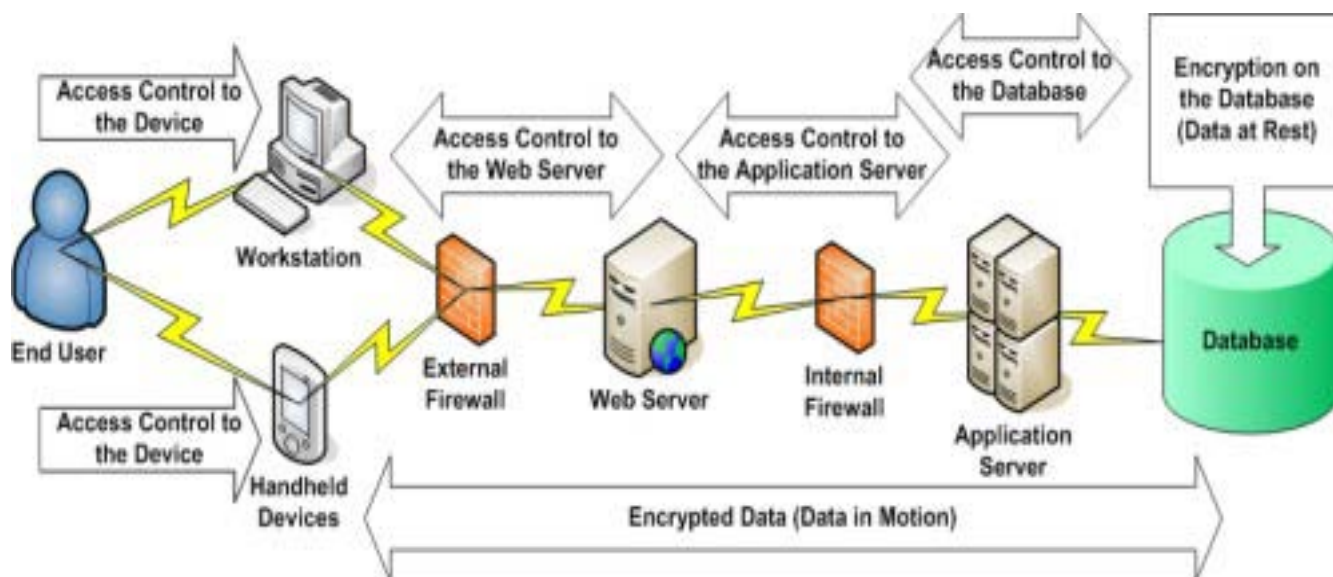 Access Control to
the Device
Access Control to
the Web Server
Access Control to
the Application Server
Access Control to
the Database
Encryption on
the Database
(Data at Rest)
End User
Workstation
External
Firewall
Web Server
Internal
Firewall
Application
Server
Database
Access Control to
the Device
Handheld
Devices
Encrypted Data (Data in Motion)